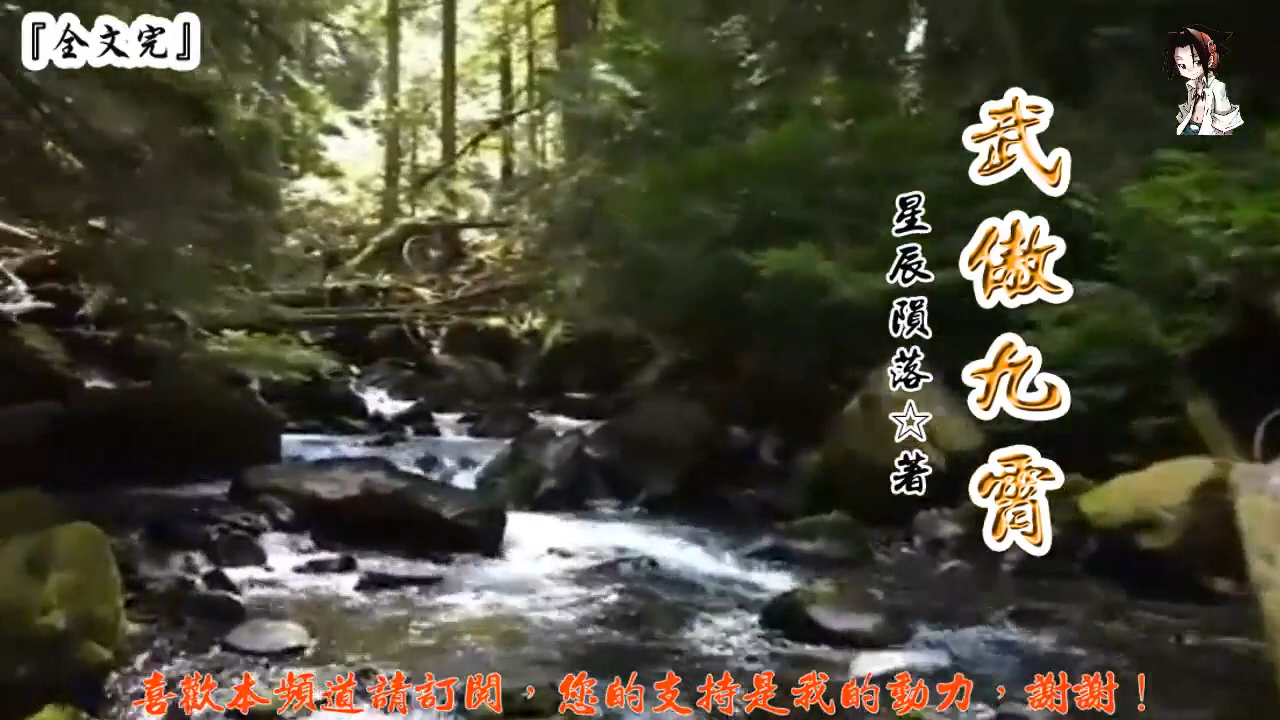 『全文完』
武傲九霄
星辰隕落☆著
喜歡本頻道請訂閱，您的支持是我的動力，謝謝！